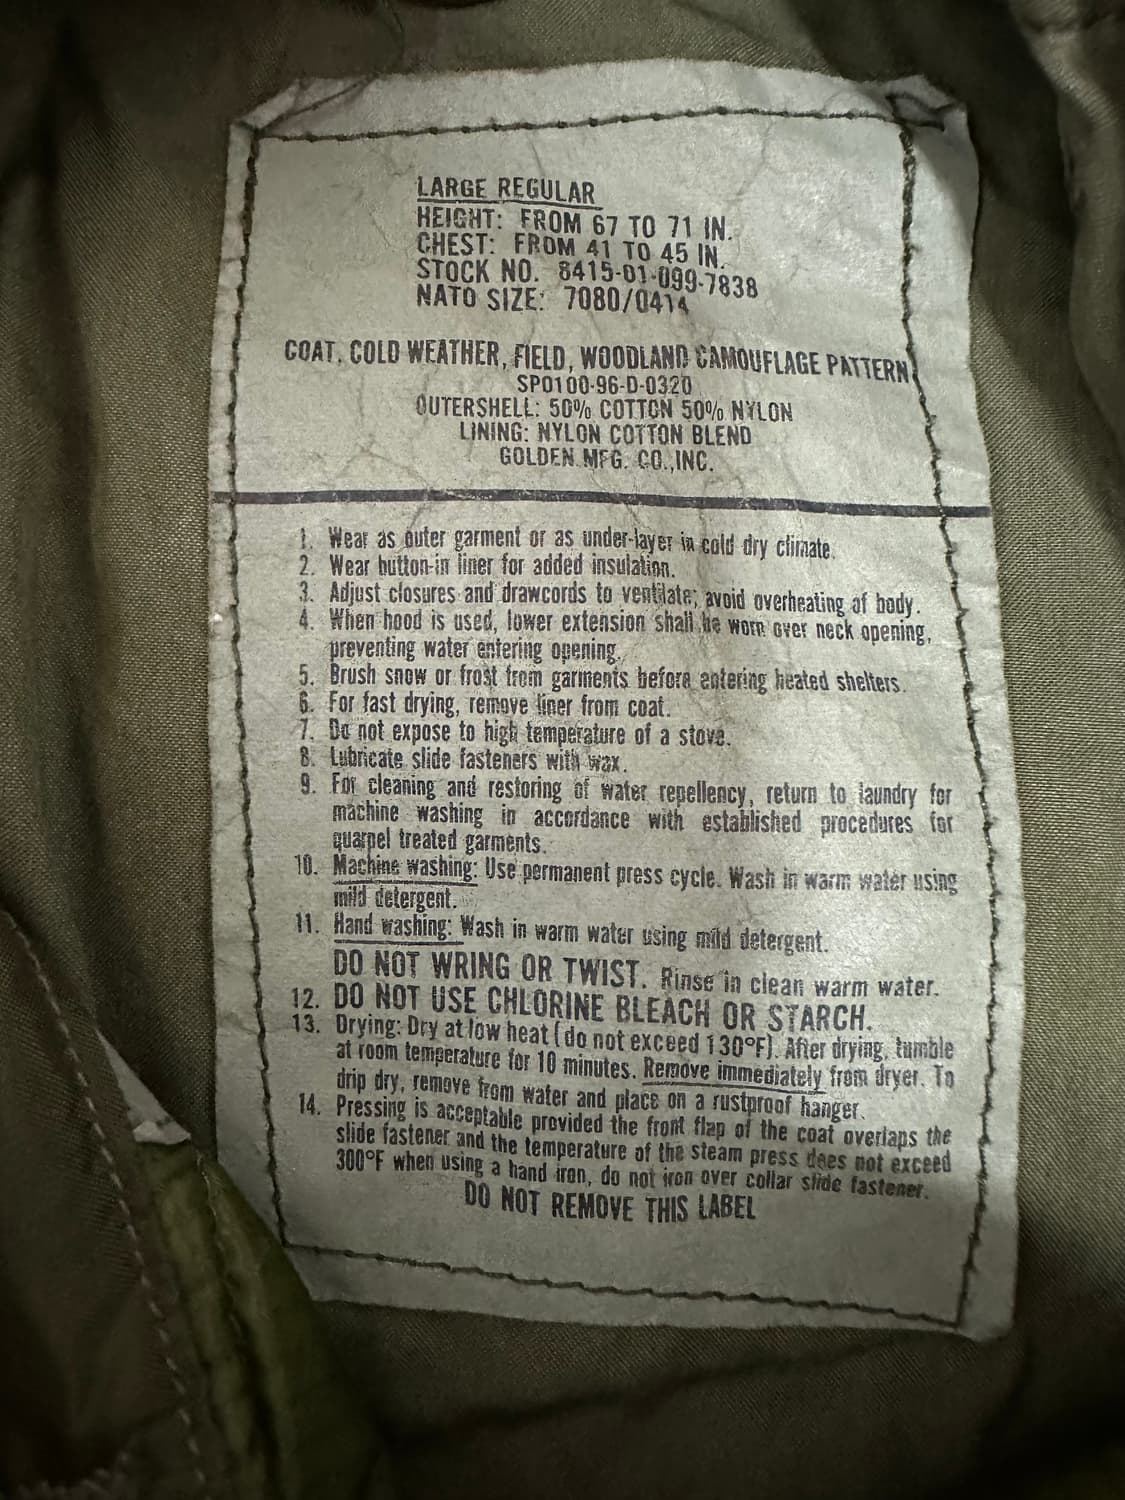 LARGE REGULAR
HEIGHT: FROM 67 TO 71 IN.
CHEST: FROM 41 TO 45 IN.
STOCK NO. 8415-01-099-7838
NATO SIZE: 7080/0414
COAT, COLD WEATHER, FIELD, WOODLAND CAMOUFLAGE PATTERN
SPO100-96-D-0320
OUTERSHELL: 50% COTTON 50% NYLON
LINING: NYLON COTTON BLEND
GOLDEN MFG. CO.,INC.
1. Wear as outer garment or as under-layer in cold dry climate.
2. Wear button-in liner for added insulation.
3. Adjust closures and drawcords to ventilate; avoid overheating of body.
4. When hood is used, lower extension shall be worn over neck opening,
preventing water entering opening.
5. Brush snow or frost from garments before entering heated shelters.
6. For fast drying, remove liner from coat.
7. Do not expose to high temperature of a stove.
8. Lubricate slide fasteners with wax.
9. For cleaning and restoring of water repellency, return to laundry for
machine washing in accordance with established procedures for
quarpel treated garments.
10. Machine washing: Use permanent press cycle. Wash in warm water using
mild detergent.
11. Hand washing: Wash in warm water using mild detergent.
DO NOT WRING OR TWIST. Rinse in clean warm water.
12. DO NOT USE CHLORINE BLEACH OR STARCH.
13. Drying: Dry at low heat (do not exceed 130°F). After drying, tumble
at room temperature for 10 minutes. Remove immediately from dryer. To
drip dry, remove from water and place on a rustproof hanger.
14. Pressing is acceptable provided the front flap of the coat overlaps the
slide fastener and the temperature of the steam press does not exceed
300°F when using a hand iron, do not iron over collar slide fastener.
DO NOT REMOVE THIS LABEL